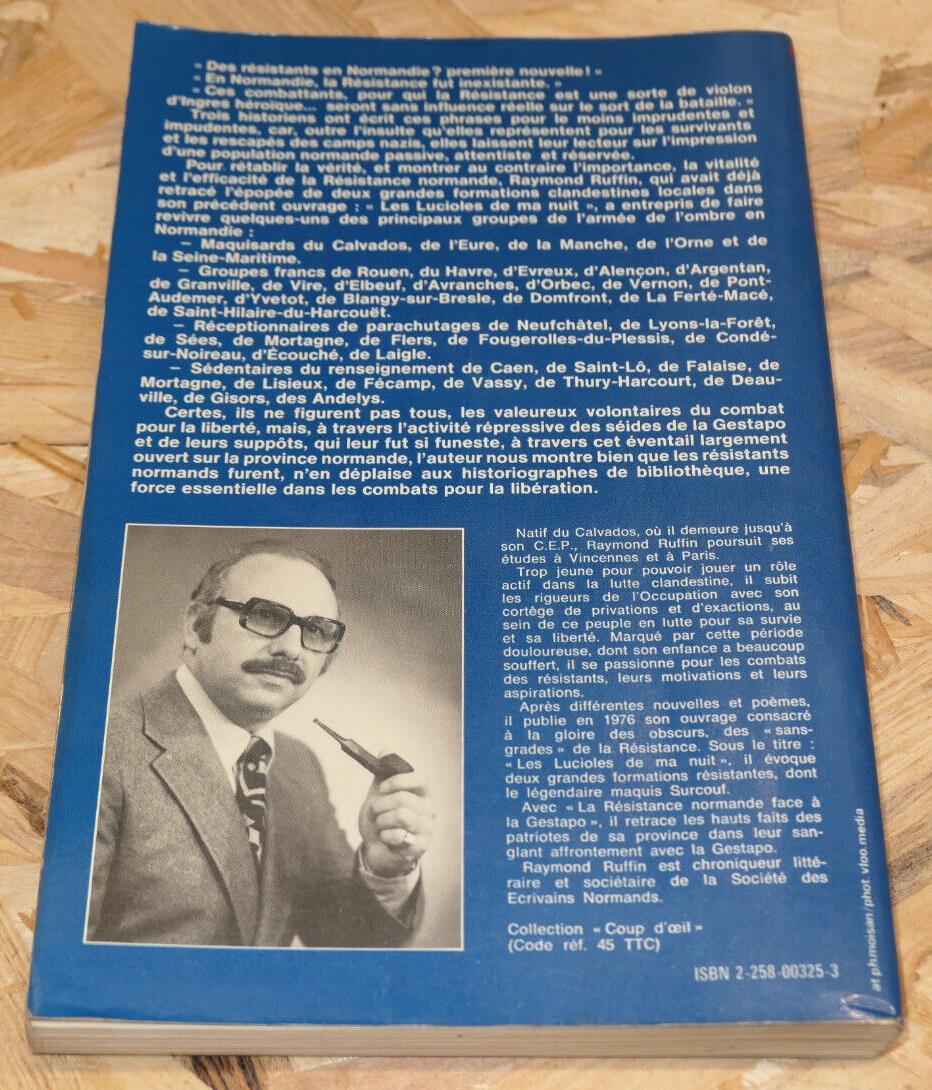 « Des résistants en Normandie ? première nouvelle ! »
« En Normandie, la Résistance fut inexistante. »
« Ces combattants, pour qui la Résistance est une sorte de violon
d'Ingres héroïque... seront sans influence réelle sur le sort de la bataille. »
Trois historiens ont écrit ces phrases pour le moins imprudentes et
impudentes, car, outre l'insulte qu'elles représentent pour les survivants
et les rescapés des camps nazis, elles laissent leur lecteur sur l'impression
d'une population normande passive, attentiste et réservée.
Pour rétablir la vérité, et montrer au contraire l'importance, la vitalité
et l'efficacité de la Résistance normande, Raymond Ruffin, qui avait déjà
retracé l'épopée de deux grandes formations clandestines locales dans
son précédent ouvrage : « Les Lucioles de ma nuit », a entrepris de faire
revivre quelques-uns des principaux groupes de l'armée de l'ombre en
Normandie :
— Maquisards du Calvados, de l'Eure, de la Manche, de l'Orne et de
la Seine-Maritime.
— Groupes francs de Rouen, du Havre, d'Evreux, d'Alençon, d'Argentan,
de Granville, de Vire, d'Elbeuf, d'Avranches, d'Orbec, de Vernon, de Pont-
Audemer, d'Yvetot, de Blangy-sur-Bresle, de Domfront, de La Ferté-Macé,
de Saint-Hilaire-du-Harcouët.
— Réceptionnaires de parachutages de Neufchâtel, de Lyons-la-Forêt,
de Sées, de Mortagne, de Flers, de Fougerolles-du-Plessis, de Condé-
sur-Noireau, d'Écouché, de Laigle.
— Sédentaires du renseignement de Caen, de Saint-Lô, de Falaise, de
Mortagne, de Lisieux, de Fécamp, de Vassy, de Thury-Harcourt, de Deau-
ville, de Gisors, des Andelys.
Certes, ils ne figurent pas tous, les valeureux volontaires du combat
pour la liberté, mais, à travers l'activité répressive des séides de la Gestapo
et de leurs suppôts, qui leur fut si funeste, à travers cet éventail largement
ouvert sur la province normande, l'auteur nous montre bien que les résistants
normands furent, n'en déplaise aux historiographes de bibliothèque, une
force essentielle dans les combats pour la libération.
Natif du Calvados, où il demeure jusqu'à
son C.E.P., Raymond Ruffin poursuit ses
études à Vincennes et à Paris.
Trop jeune pour pouvoir jouer un rôle
actif dans la lutte clandestine, il subit
les rigueurs de l'Occupation avec son
cortège de privations et d'exactions, au
sein de ce peuple en lutte pour sa survie
et sa liberté. Marqué par cette période
douloureuse, dont son enfance a beaucoup
souffert, il se passionne pour les combats
des résistants, leurs motivations et leurs
aspirations.
Après différentes nouvelles et poèmes,
il publie en 1976 son ouvrage consacré
à la gloire des obscurs, des « sans-
grades » de la Résistance. Sous le titre :
« Les Lucioles de ma nuit », il évoque
deux grandes formations résistantes, dont
le légendaire maquis Surcouf.
Avec « La Résistance normande face à
la Gestapo », il retrace les hauts faits des
patriotes de sa province dans leur san-
glant affrontement avec la Gestapo.
Raymond Ruffin est chroniqueur litté-
raire et sociétaire de la Société des
Ecrivains Normands.
Collection « Coup d'œil »
(Code réf. 45 TTC)
ISBN 2-258-00325-3
at ph.moisan/phot vloo.media